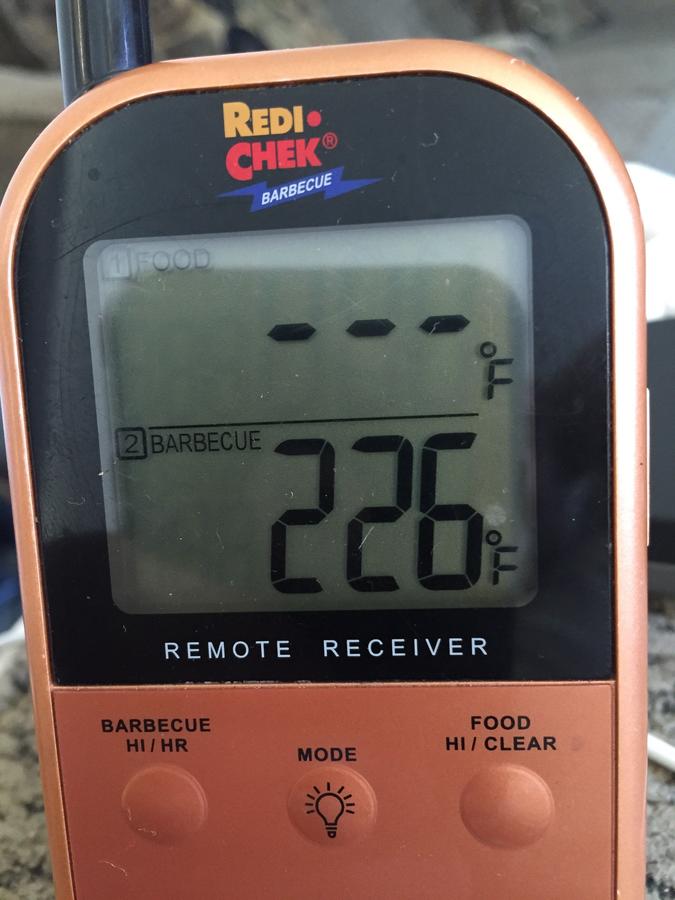 REDI
CHEK®
BARBECUE
1 FOOD
- - - °F
2 BARBECUE
226 °F
REMOTE RECEIVER
BARBECUE
HI / HR
MODE
FOOD
HI / CLEAR